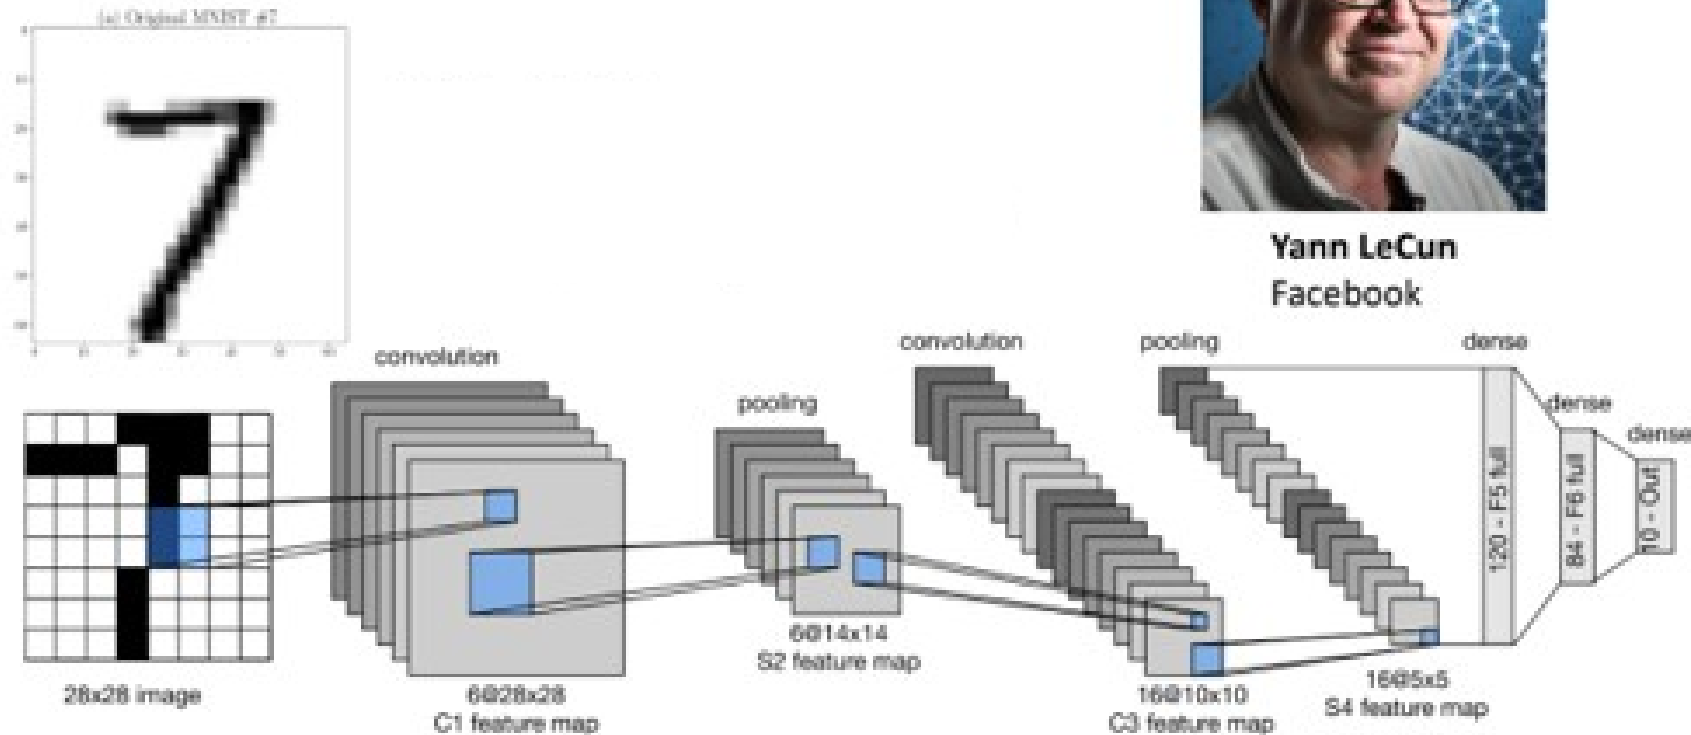 (a) Original MNIST #7
Yann LeCun
Facebook
convolution
pooling
convolution
pooling
dense
dense
dense
120 - F5 full
84 - F6 full
10 - Out
28x28 image
6@28x28
C1 feature map
6@14x14
S2 feature map
16@10x10
C3 feature map
16@5x5
S4 feature map